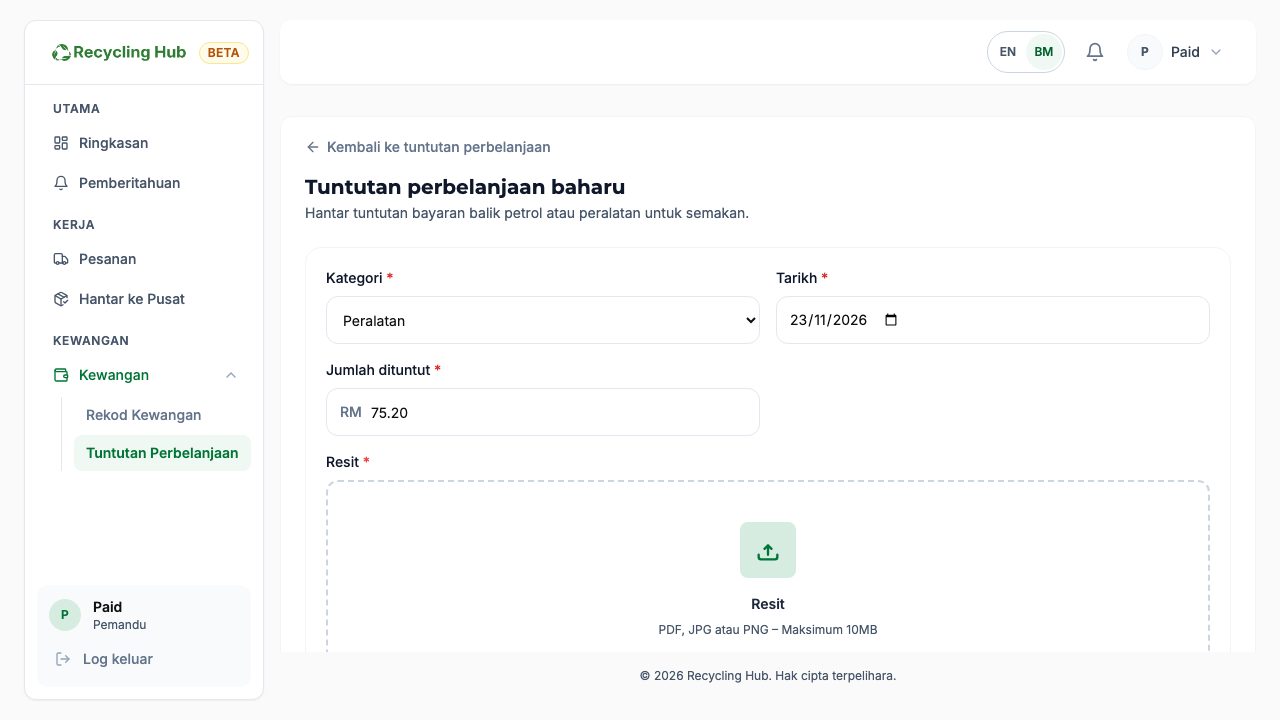 Recycling Hub BETA
EN BM
P Paid
UTAMA
Ringkasan
Pemberitahuan
KERJA
Pesanan
Hantar ke Pusat
KEWANGAN
Kewangan
Rekod Kewangan
Tuntutan Perbelanjaan
P Paid
Pemandu
Log keluar
Kembali ke tuntutan perbelanjaan
Tuntutan perbelanjaan baharu
Hantar tuntutan bayaran balik petrol atau peralatan untuk semakan.
Kategori * Tarikh *
Peralatan 23/11/2026
Jumlah dituntut *
RM 75.20
Resit *
Resit
PDF, JPG atau PNG – Maksimum 10MB
© 2026 Recycling Hub. Hak cipta terpelihara.